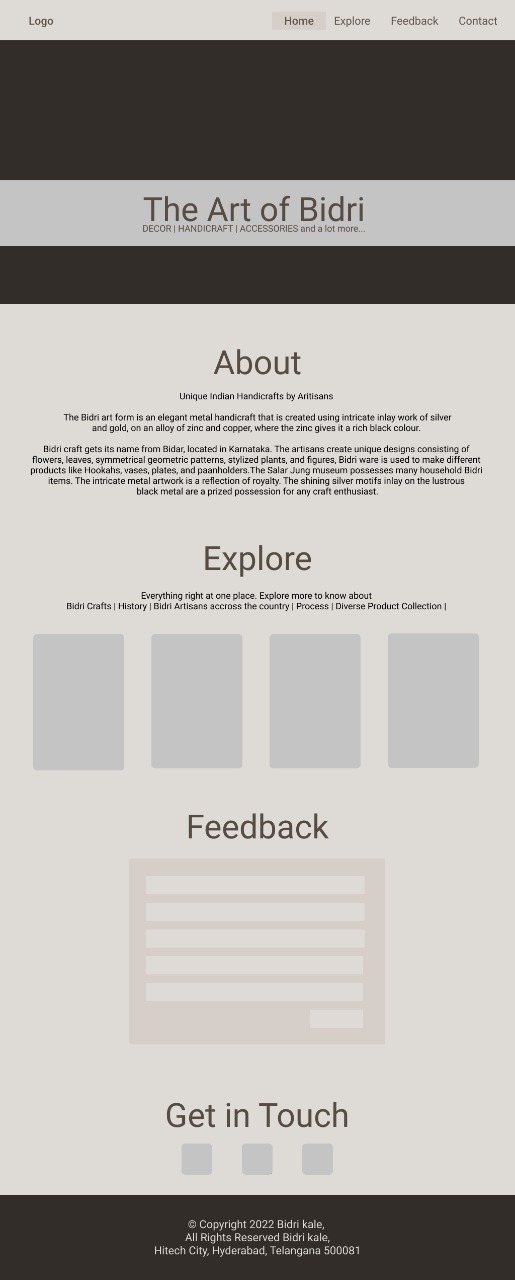 Logo
Home Explore Feedback Contact
The Art of Bidri
DECOR | HANDICRAFT | ACCESSORIES and a lot more...
About
Unique Indian Handicrafts by Aritisans
The Bidri art form is an elegant metal handicraft that is created using intricate inlay work of silver
and gold, on an alloy of zinc and copper, where the zinc gives it a rich black colour.
Bidri craft gets its name from Bidar, located in Karnataka. The artisans create unique designs consisting of
flowers, leaves, symmetrical geometric patterns, stylized plants, and figures, Bidri ware is used to make different
products like Hookahs, vases, plates, and paanholders.The Salar Jung museum possesses many household Bidri
items. The intricate metal artwork is a reflection of royalty. The shining silver motifs inlay on the lustrous
black metal are a prized possession for any craft enthusiast.
Explore
Everything right at one place. Explore more to know about
Bidri Crafts | History | Bidri Artisans accross the country | Process | Diverse Product Collection |
Feedback
Get in Touch
© Copyright 2022 Bidri kale,
All Rights Reserved Bidri kale,
Hitech City, Hyderabad, Telangana 500081